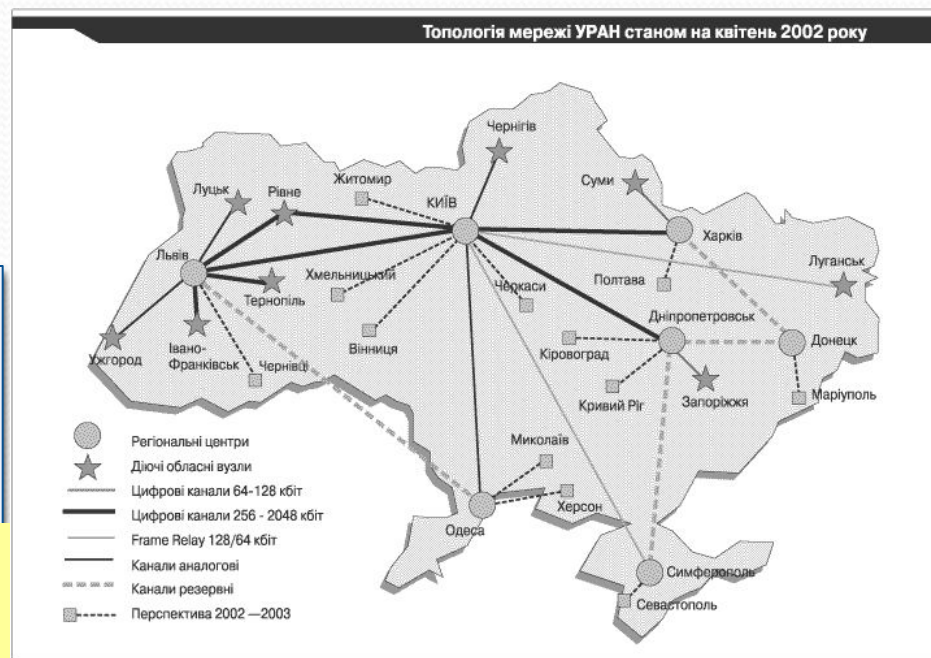 Топологія мережі УРАН станом на квітень 2002 року
Чернігів
Суми
Житомир
Рівне
Луцьк
КИЇВ
Харків
Львів
Луганськ
Хмельницький
Полтава
Черкаси
Тернопіль
Дніпропетровськ
Вінниця
Івано-
Франківськ
Кіровоград
Донецк
Ужгород
Чернівці
Маріуполь
Кривий Ріг
Запоріжжя
Миколаїв
Херсон
Одеса
Симферополь
Севастополь
Регіональні центри
Діючі обласні вузли
Цифрові канали 64-128 кбіт
Цифрові канали 256 - 2048 кбіт
Frame Relay 128/64 кбіт
Канали аналогові
Канали резервні
Перспектива 2002 —2003